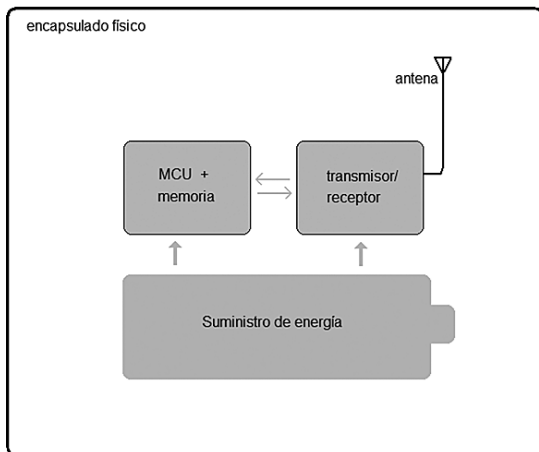 encapsulado físico
antena
MCU +
memoria
transmisor/
receptor
Suministro de energía